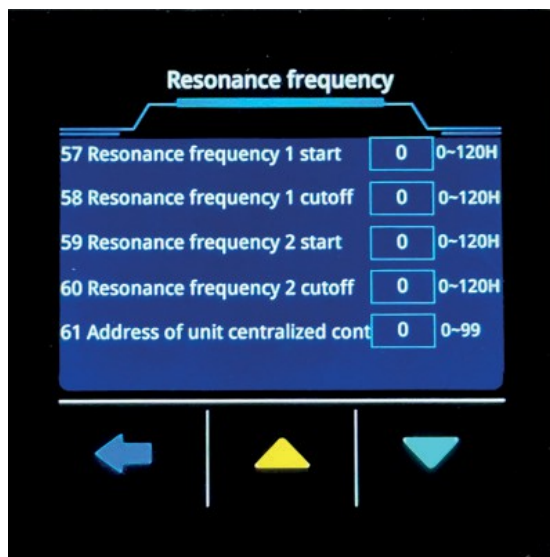 Resonance frequency
57 Resonance frequency 1 start 0 0~120H
58 Resonance frequency 1 cutoff 0 0~120H
59 Resonance frequency 2 start 0 0~120H
60 Resonance frequency 2 cutoff 0 0~120H
61 Address of unit centralized cont 0 0~99